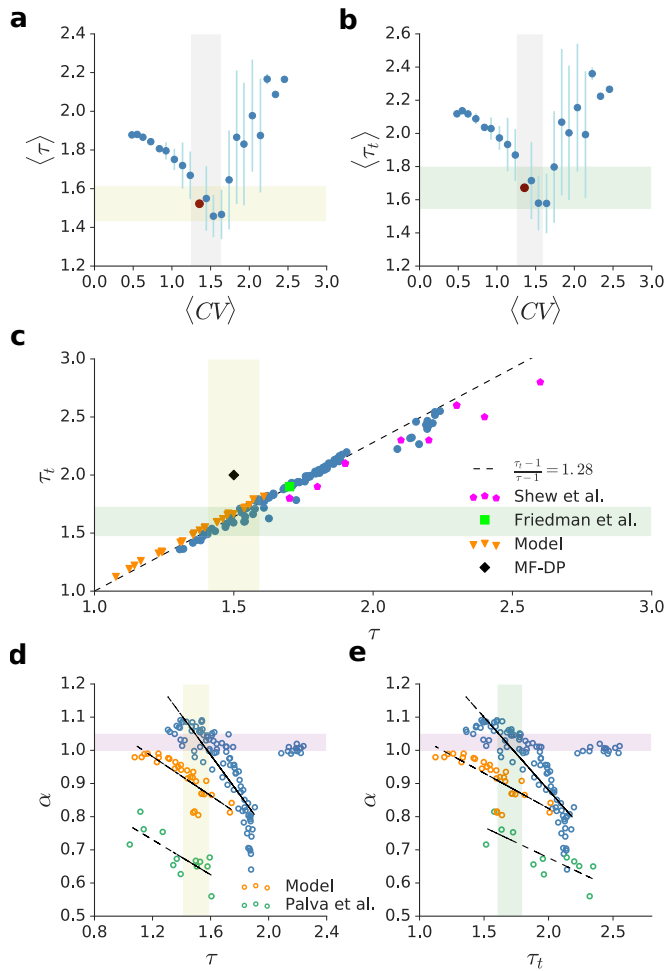 a
b
2.4
2.2
2.0
1.8
1.6
1.4
1.2
⟨τ⟩
0.0 0.5 1.0 1.5 2.0 2.5 3.0
⟨CV⟩
2.6
2.4
2.2
2.0
1.8
1.6
1.4
1.2
⟨τt⟩
0.0 0.5 1.0 1.5 2.0 2.5 3.0
⟨CV⟩
c
3.0
2.5
2.0
1.5
1.0
τt
1.0 1.5 2.0 2.5 3.0
τ
τt−1/τ−1 = 1.28
Shew et al.
Friedman et al.
Model
MF-DP
d
1.2
1.1
1.0
0.9
0.8
0.7
0.6
0.5
α
0.8 1.2 1.6 2.0 2.4
τ
Model
Palva et al.
e
1.2
1.1
1.0
0.9
0.8
0.7
0.6
0.5
α
1.0 1.5 2.0 2.5
τt